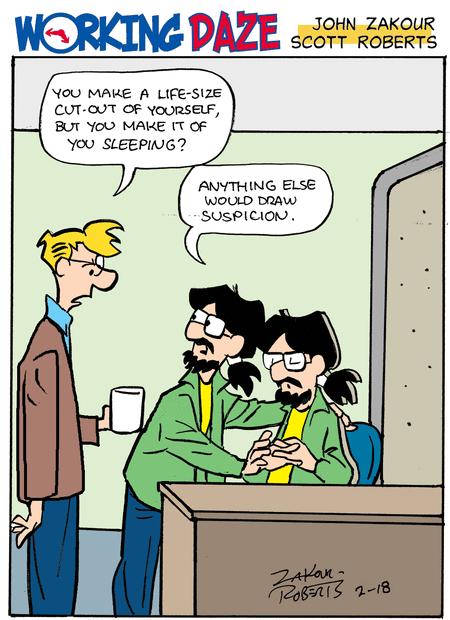 WORKING DAZE
JOHN ZAKOUR
SCOTT ROBERTS
YOU MAKE A LIFE-SIZE
CUT-OUT OF YOURSELF,
BUT YOU MAKE IT OF
YOU SLEEPING?
ANYTHING ELSE
WOULD DRAW
SUSPICION.
ZAKOUR-
ROBERTS 2-18